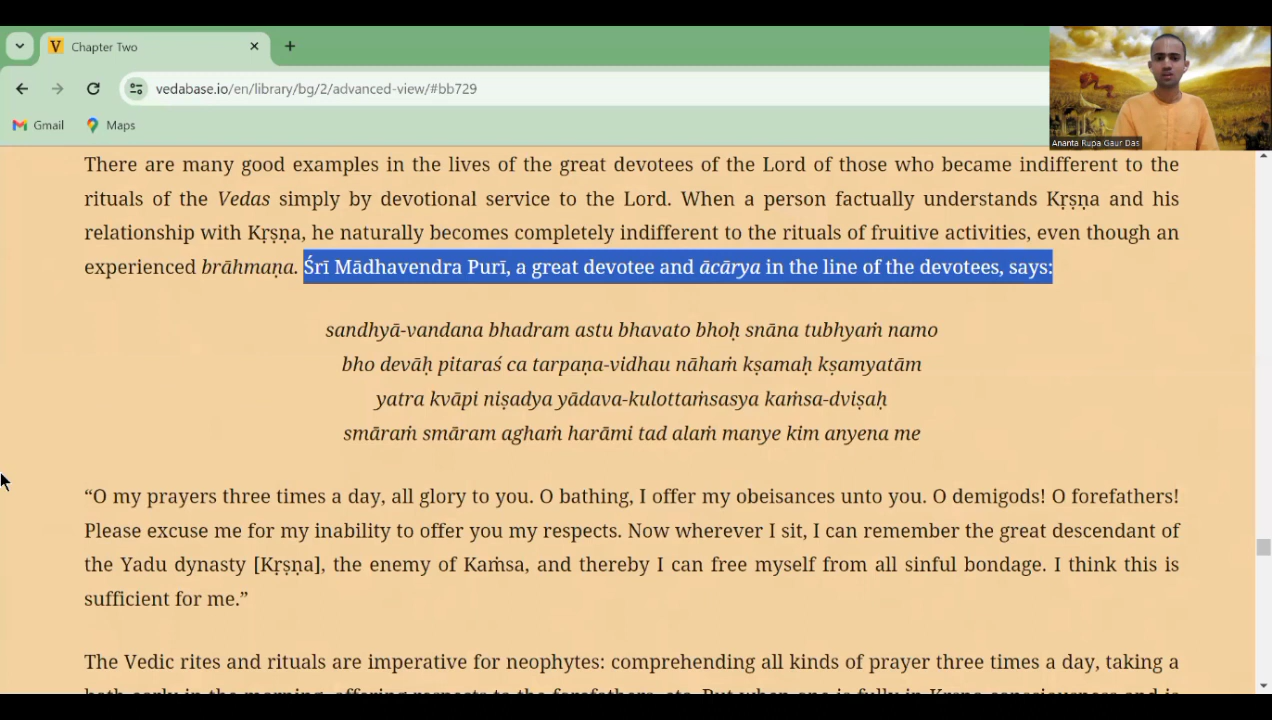 V Chapter Two
vedabase.io/en/library/bg/2/advanced-view/#bb729
Gmail Maps
Ananta Rupa Gaur Das
There are many good examples in the lives of the great devotees of the Lord of those who became indifferent to the
rituals of the Vedas simply by devotional service to the Lord. When a person factually understands Kṛṣṇa and his
relationship with Kṛṣṇa, he naturally becomes completely indifferent to the rituals of fruitive activities, even though an
experienced brāhmaṇa. Śrī Mādhavendra Purī, a great devotee and ācārya in the line of the devotees, says:
sandhyā-vandana bhadram astu bhavato bhoḥ snāna tubhyaṁ namo
bho devāḥ pitaraś ca tarpaṇa-vidhau nāhaṁ kṣamaḥ kṣamyatām
yatra kvāpi niṣadya yādava-kulottaṁsasya kaṁsa-dviṣaḥ
smāraṁ smāram aghaṁ harāmi tad alaṁ manye kim anyena me
“O my prayers three times a day, all glory to you. O bathing, I offer my obeisances unto you. O demigods! O forefathers!
Please excuse me for my inability to offer you my respects. Now wherever I sit, I can remember the great descendant of
the Yadu dynasty [Kṛṣṇa], the enemy of Kaṁsa, and thereby I can free myself from all sinful bondage. I think this is
sufficient for me.”
The Vedic rites and rituals are imperative for neophytes: comprehending all kinds of prayer three times a day, taking a